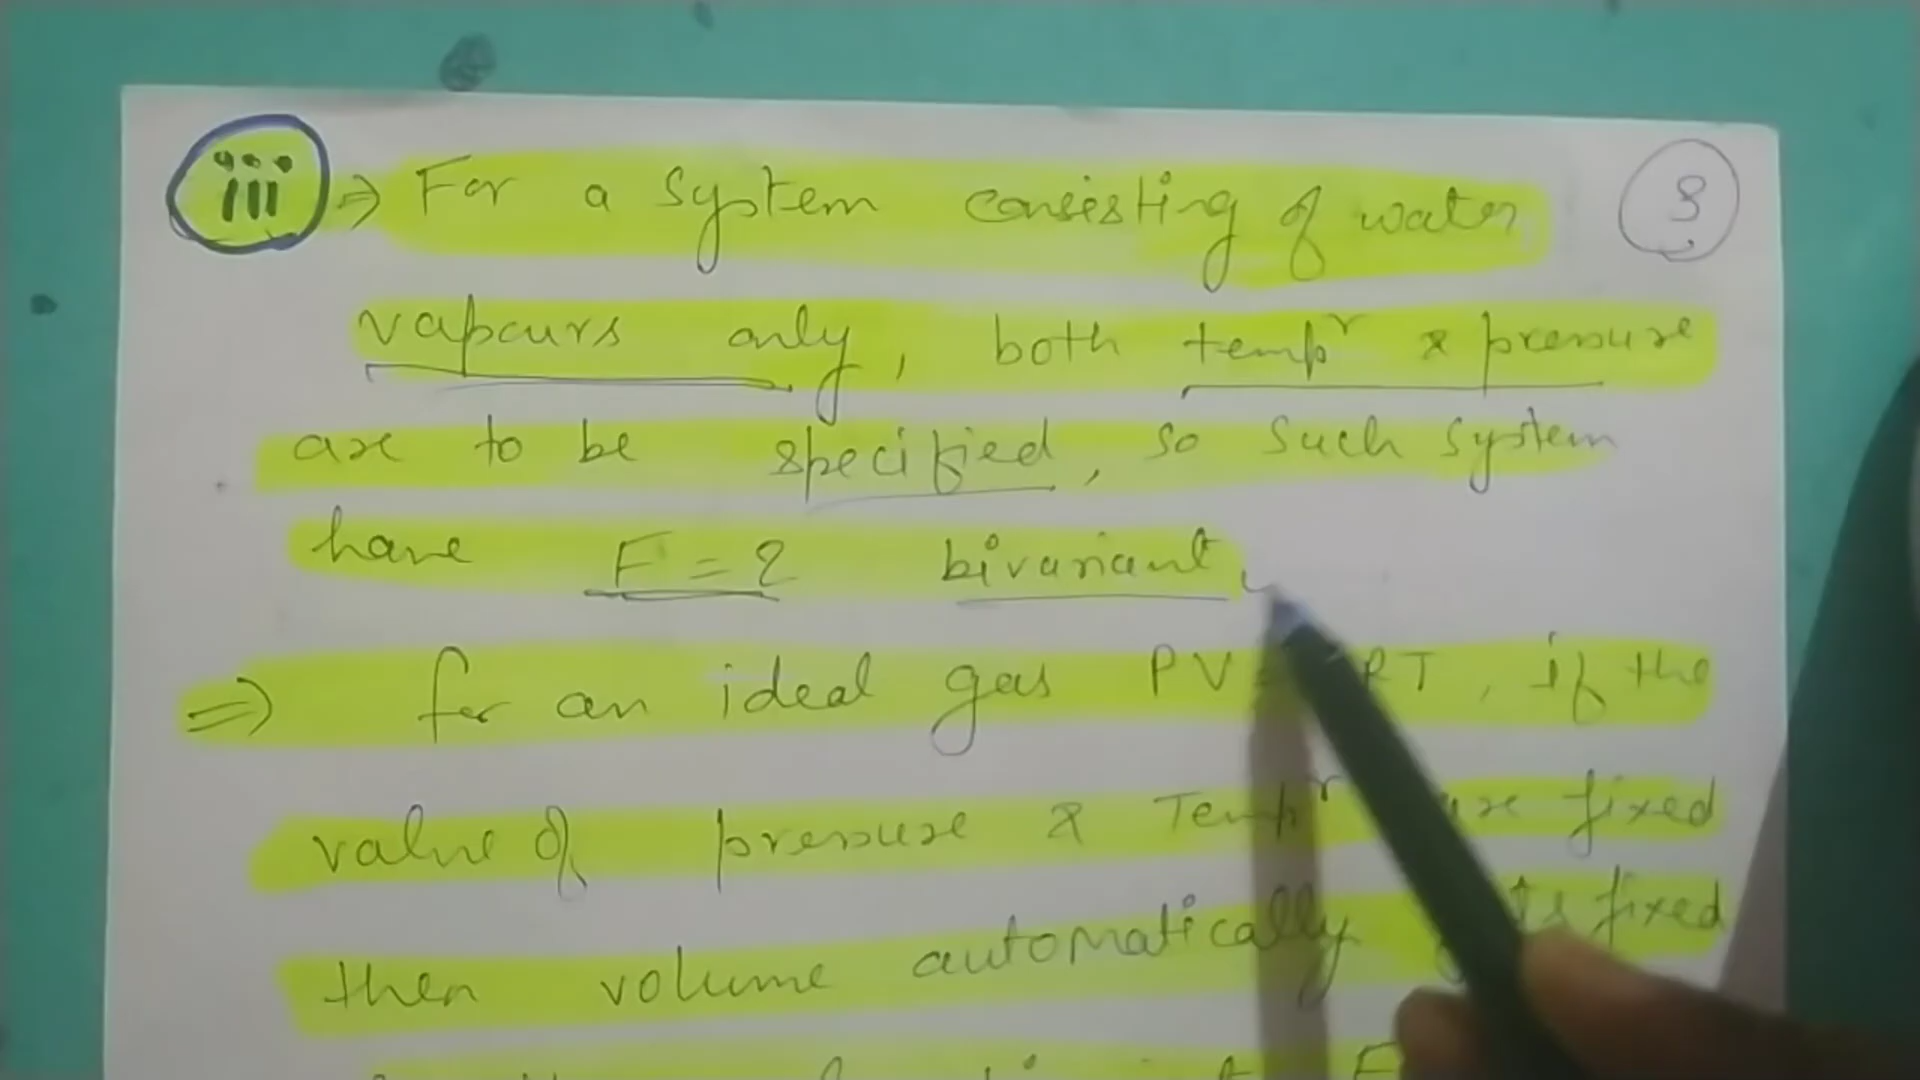 iii ⇒ For a system consisting of water
3
vapours only, both tempr & pressure
are to be specified, so such system
have F = 2 bivariant
⇒ for an ideal gas PV RT, if the
value of pressure & Tempr are fixed
then volume automatically fixed